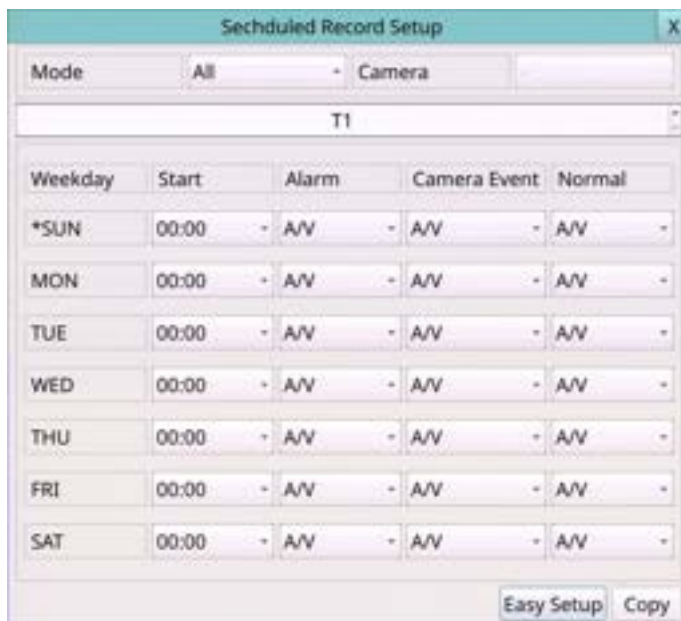 Sechduled Record Setup X
Mode All Camera
T1
Weekday Start Alarm Camera Event Normal
*SUN 00:00 A/V A/V A/V
MON 00:00 A/V A/V A/V
TUE 00:00 A/V A/V A/V
WED 00:00 A/V A/V A/V
THU 00:00 A/V A/V A/V
FRI 00:00 A/V A/V A/V
SAT 00:00 A/V A/V A/V
Easy Setup Copy